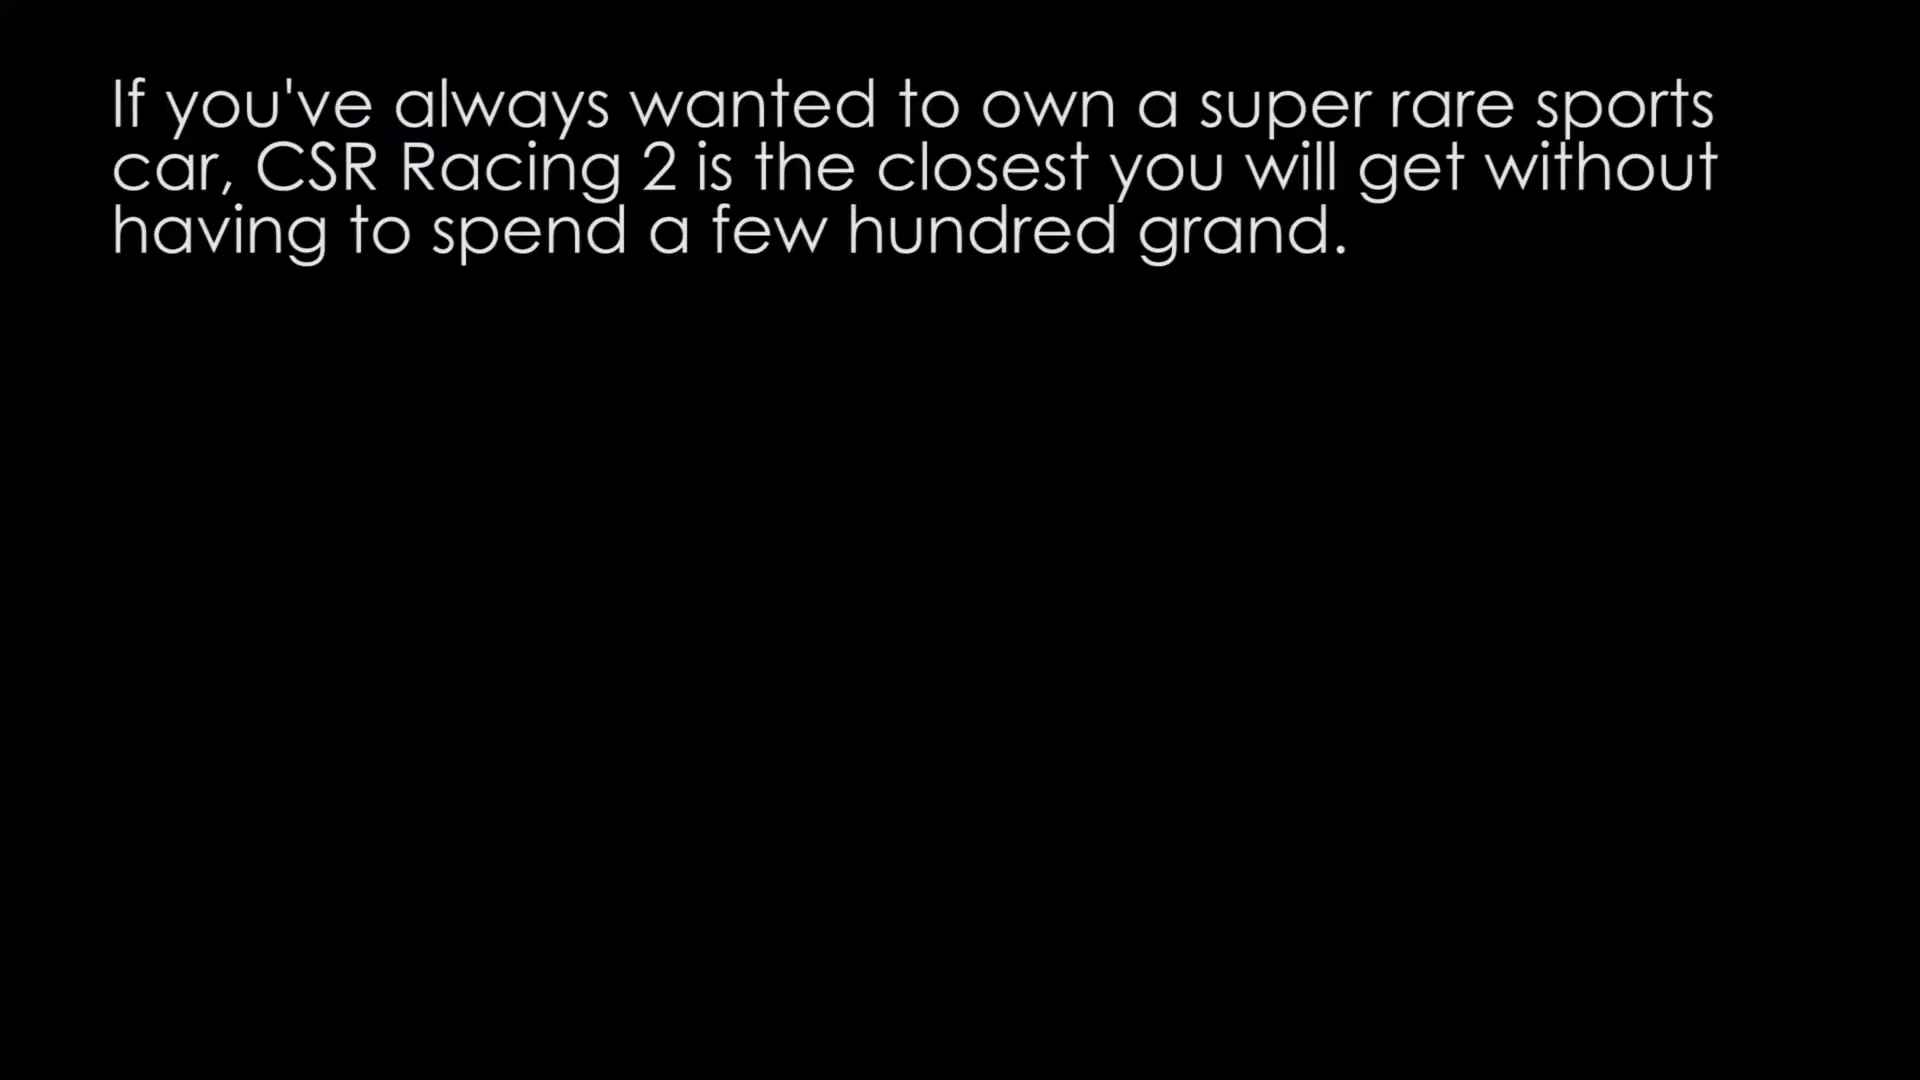 If you've always wanted to own a super rare sports
car, CSR Racing 2 is the closest you will get without
having to spend a few hundred grand.